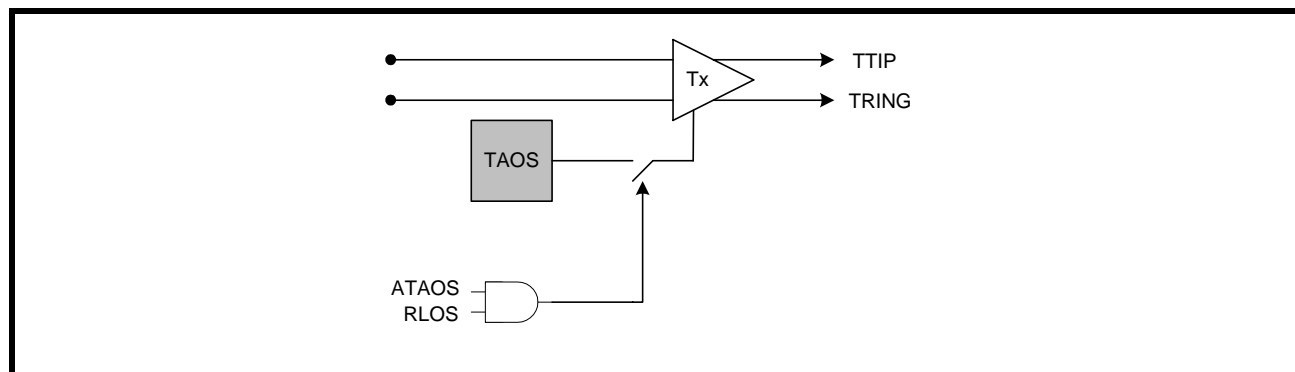 TTIP
Tx
TRING
TAOS
ATAOS
RLOS